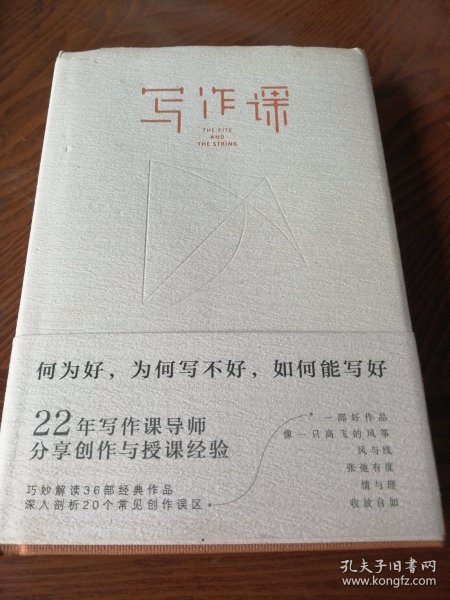 写作课
THE KITE
AND
THE STRING
何为好，为何写不好，如何能写好
22年写作课导师
分享创作与授课经验
巧妙解读36部经典作品
深入剖析20个常见创作误区
一部好作品
像一只高飞的风筝
风与线
张弛有度
情与理
收放自如
孔夫子旧书网
www.kongfz.com